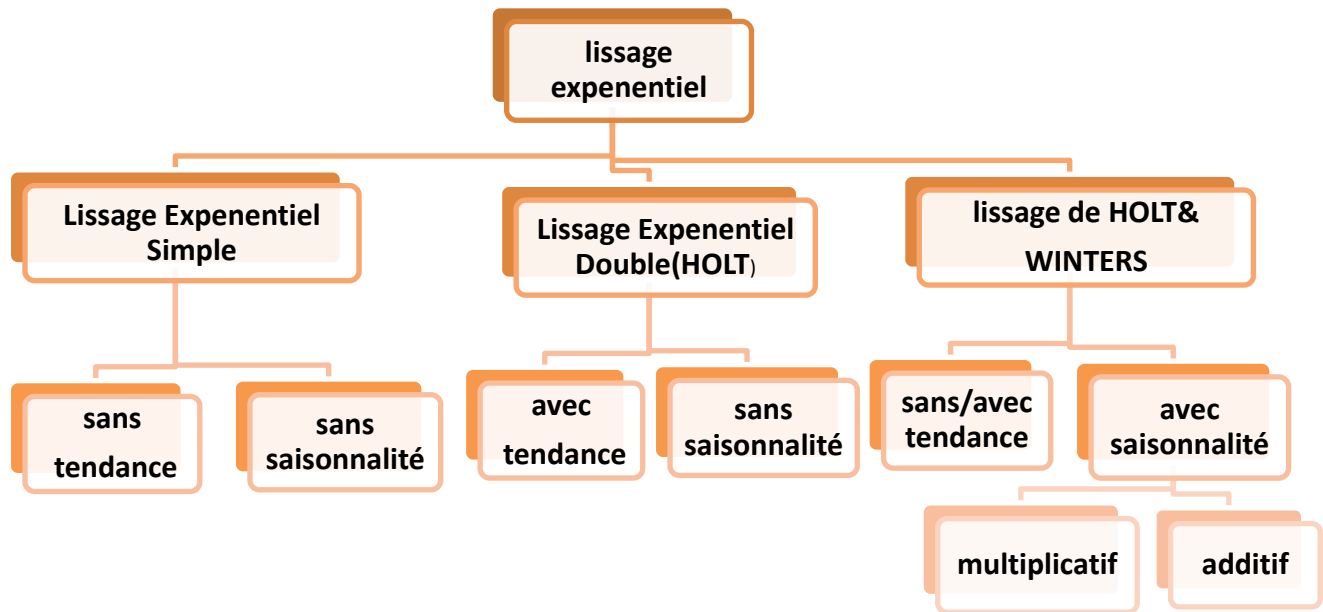 lissage
expenentiel
Lissage Expenentiel
Simple
Lissage Expenentiel
Double(HOLT)
lissage de HOLT&
WINTERS
sans
tendance
sans
saisonnalité
avec
tendance
sans
saisonnalité
sans/avec
tendance
avec
saisonnalité
multiplicatif
additif